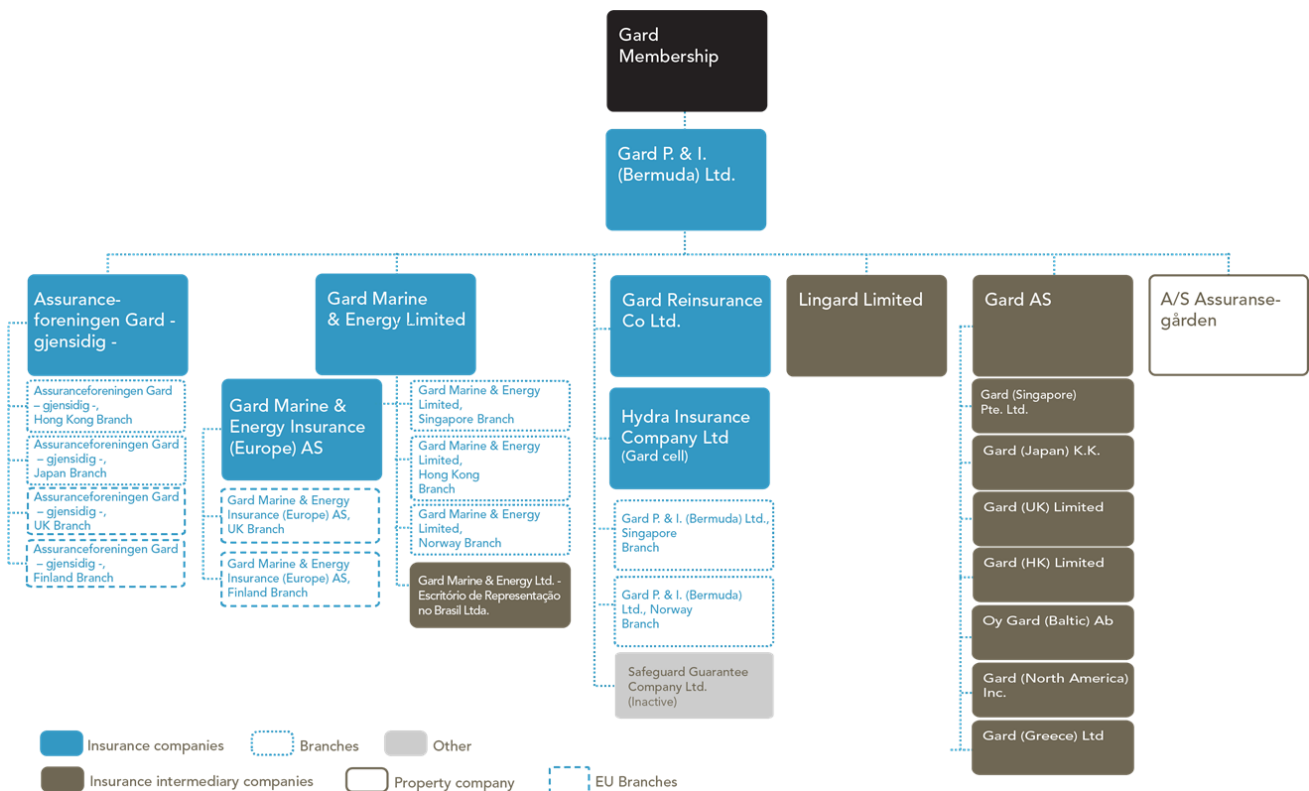 Gard
Membership
Gard P. & I.
(Bermuda) Ltd.
Assurance-
foreningen Gard -
gjensidig -
Assuranceforeningen Gard
– gjensidig -,
Hong Kong Branch
Assuranceforeningen Gard
– gjensidig -,
Japan Branch
Assuranceforeningen Gard
– gjensidig -,
UK Branch
Assuranceforeningen Gard
– gjensidig -,
Finland Branch
Gard Marine
& Energy Limited
Gard Marine &
Energy Insurance
(Europe) AS
Gard Marine & Energy
Insurance (Europe) AS,
UK Branch
Gard Marine & Energy
Insurance (Europe) AS,
Finland Branch
Gard Marine & Energy
Limited,
Singapore Branch
Gard Marine & Energy
Limited,
Hong Kong
Branch
Gard Marine & Energy
Limited,
Norway Branch
Gard Marine & Energy Ltd. -
Escritório de Representação
no Brasil Ltda.
Gard Reinsurance
Co Ltd.
Hydra Insurance
Company Ltd
(Gard cell)
Gard P. & I. (Bermuda) Ltd.,
Singapore
Branch
Gard P. & I. (Bermuda)
Ltd., Norway
Branch
Safeguard Guarantee
Company Ltd.
(Inactive)
Lingard Limited
Gard AS
Gard (Singapore)
Pte. Ltd.
Gard (Japan) K.K.
Gard (UK) Limited
Gard (HK) Limited
Oy Gard (Baltic) Ab
Gard (North America)
Inc.
Gard (Greece) Ltd
A/S Assuranse-
gården
Insurance companies
Branches
Other
Insurance intermediary companies
Property company
EU Branches